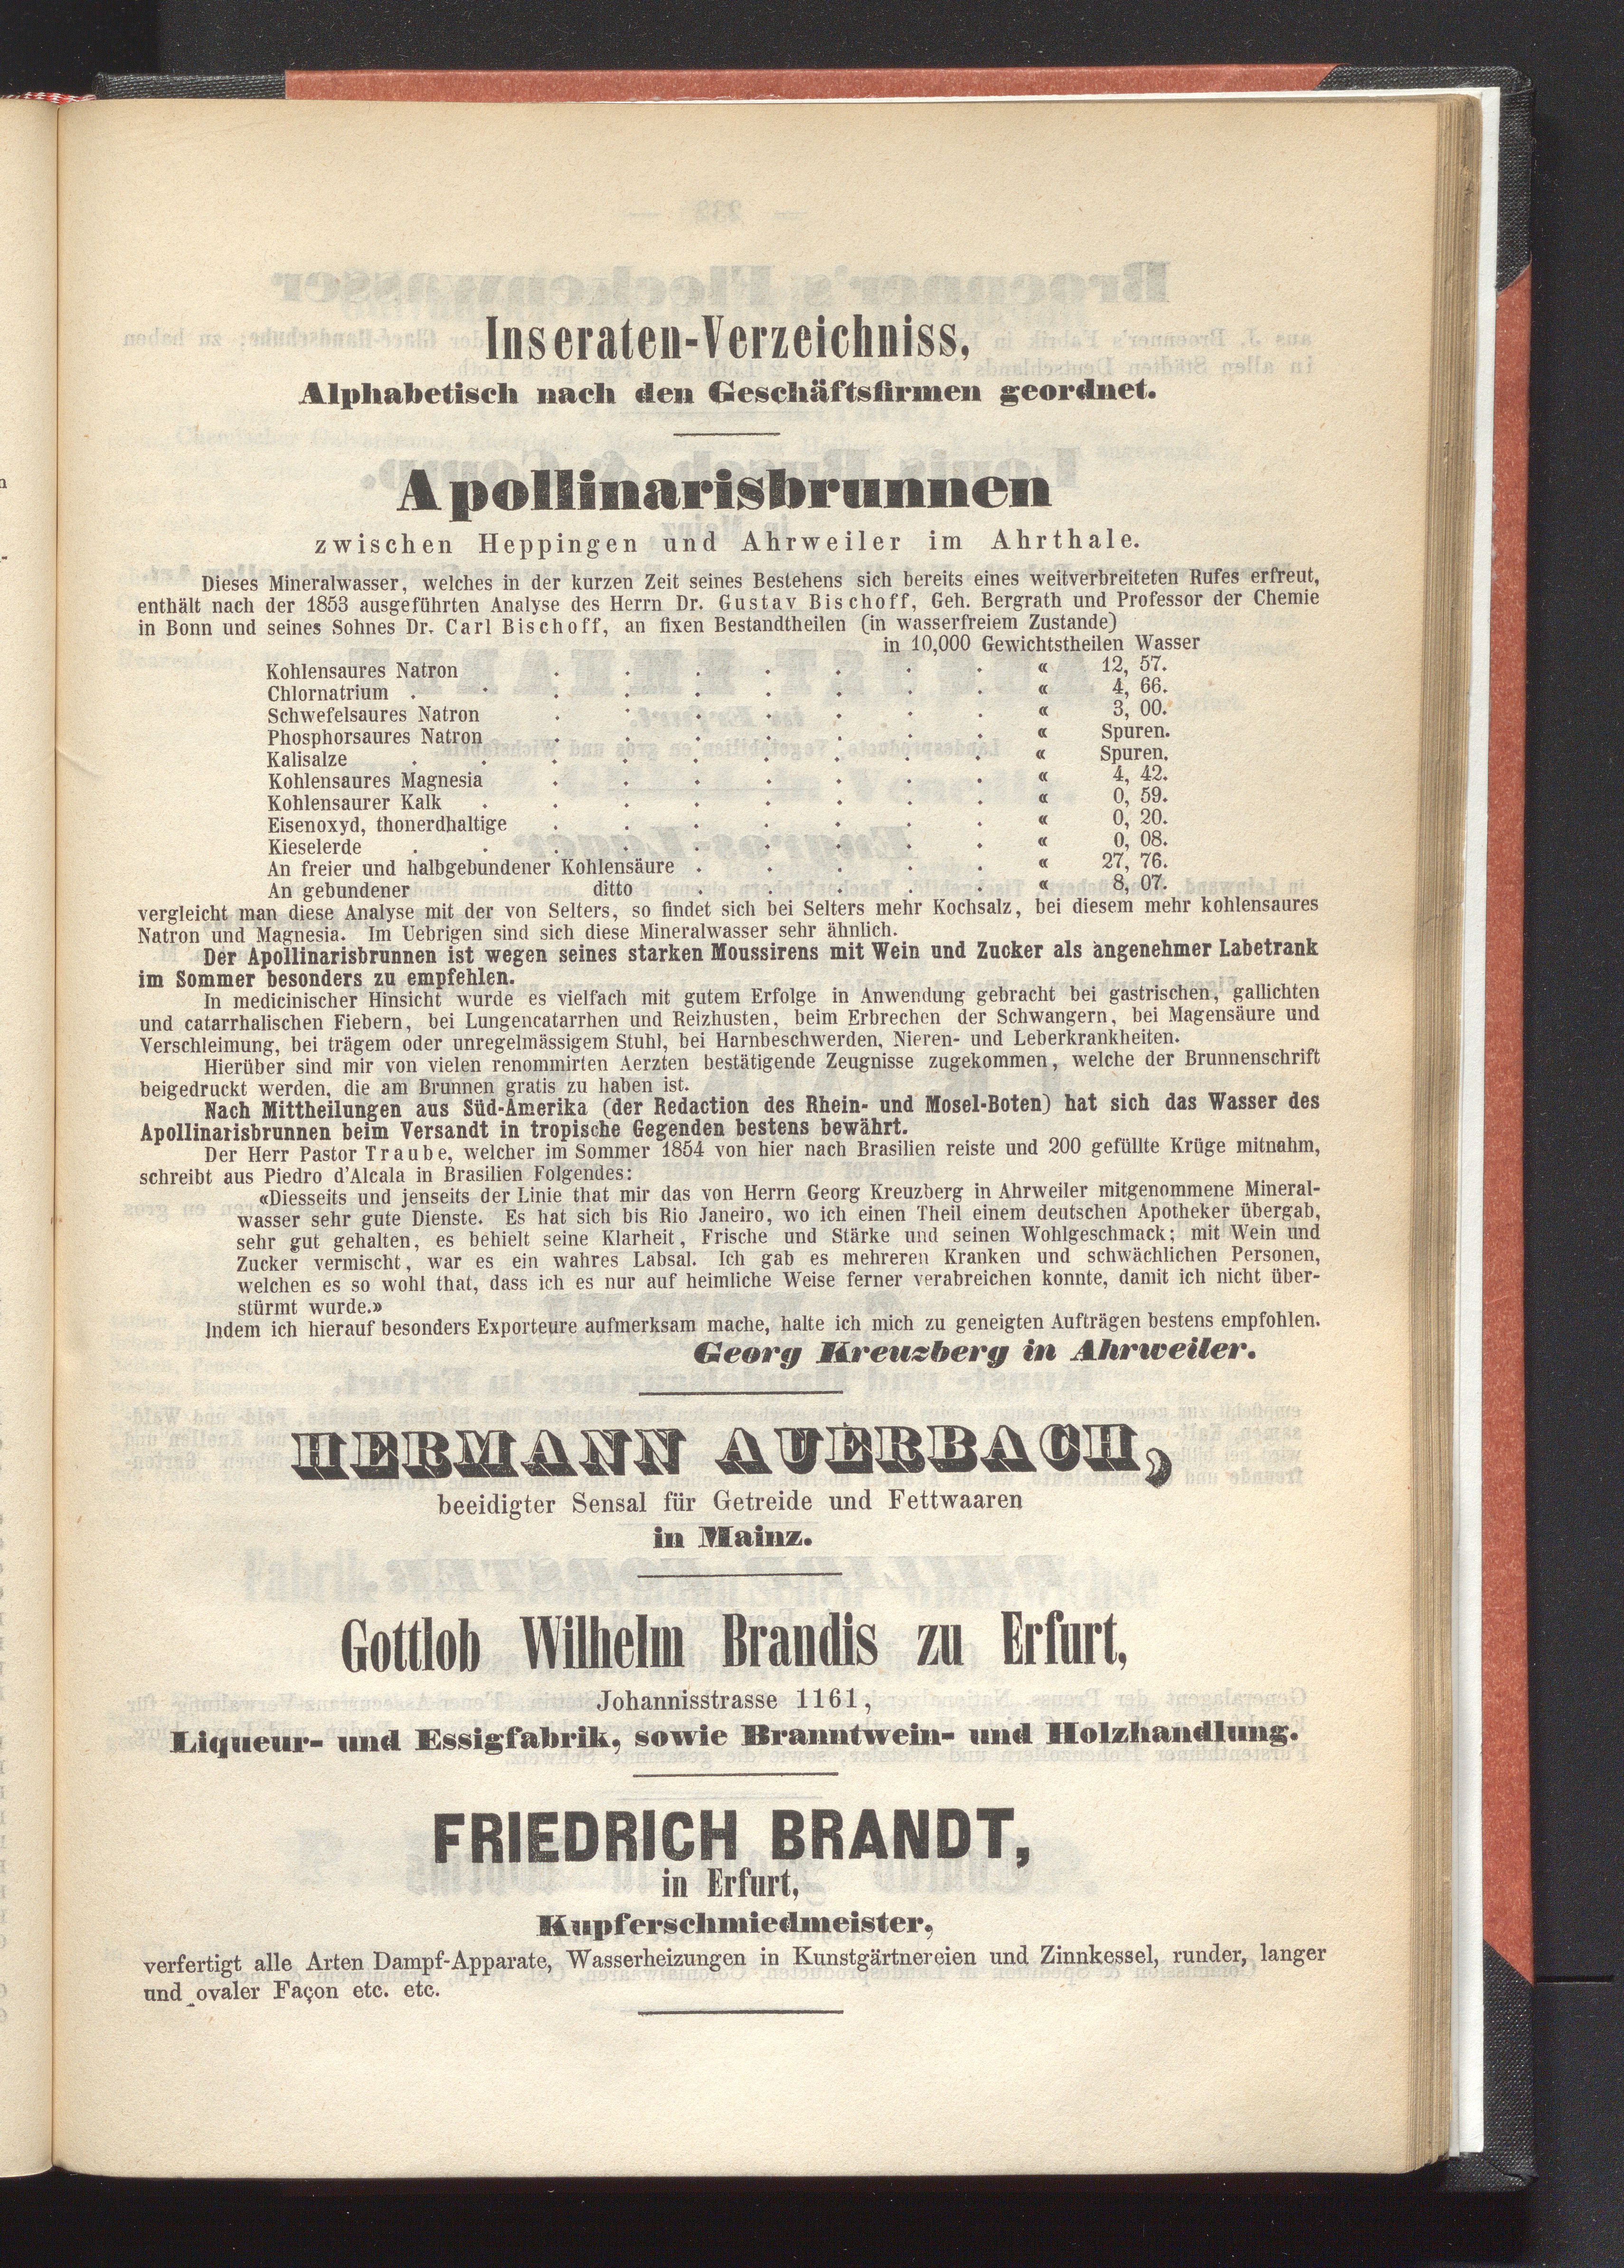 Inseraten-Verzeichniss,
Alphabetisch nach den Geschäftsfirmen geordnet.
Apollinarisbrunnen
zwischen Heppingen und Ahrweiler im Ahrthale.
Dieses Mineralwasser, welches in der kurzen Zeit seines Bestehens sich bereits eines weitverbreiteten Rufes erfreut,
enthält nach der 1853 ausgeführten Analyse des Herrn Dr. Gustav Bischoff, Geh. Bergrath und Professor der Chemie
in Bonn und seines Sohnes Dr. Carl Bischoff, an fixen Bestandtheilen (in wasserfreiem Zustande)
in 10,000 Gewichtstheilen Wasser
Kohlensaures Natron . . . . . . . « 12, 57.
Chlornatrium . . . . . . . . . « 4, 66.
Schwefelsaures Natron . . . . . . . « 3, 00.
Phosphorsaures Natron . . . . . . . « Spuren.
Kalisalze . . . . . . . . . « Spuren.
Kohlensaures Magnesia . . . . . . . « 4, 42.
Kohlensaurer Kalk . . . . . . . . « 0, 59.
Eisenoxyd, thonerdhaltige . . . . . . . « 0, 20.
Kieselerde . . . . . . . . . « 0, 08.
An freier und halbgebundener Kohlensäure . . . . . « 27, 76.
An gebundener ditto . . . . . « 8, 07.
vergleicht man diese Analyse mit der von Selters, so findet sich bei Selters mehr Kochsalz, bei diesem mehr kohlensaures
Natron und Magnesia. Im Uebrigen sind sich diese Mineralwasser sehr ähnlich.
Der Apollinarisbrunnen ist wegen seines starken Moussirens mit Wein und Zucker als angenehmer Labetrank
im Sommer besonders zu empfehlen.
In medicinischer Hinsicht wurde es vielfach mit gutem Erfolge in Anwendung gebracht bei gastrischen, gallichten
und catarrhalischen Fiebern, bei Lungencatarrhen und Reizhusten, beim Erbrechen der Schwangern, bei Magensäure und
Verschleimung, bei trägem oder unregelmässigem Stuhl, bei Harnbeschwerden, Nieren- und Leberkrankheiten.
Hierüber sind mir von vielen renommirten Aerzten bestätigende Zeugnisse zugekommen, welche der Brunnenschrift
beigedruckt werden, die am Brunnen gratis zu haben ist.
Nach Mittheilungen aus Süd-Amerika (der Redaction des Rhein- und Mosel-Boten) hat sich das Wasser des
Apollinarisbrunnen beim Versandt in tropische Gegenden bestens bewährt.
Der Herr Pastor Traube, welcher im Sommer 1854 von hier nach Brasilien reiste und 200 gefüllte Krüge mitnahm,
schreibt aus Piedro d'Alcala in Brasilien Folgendes:
«Diesseits und jenseits der Linie that mir das von Herrn Georg Kreuzberg in Ahrweiler mitgenommene Mineral-
wasser sehr gute Dienste. Es hat sich bis Rio Janeiro, wo ich einen Theil einem deutschen Apotheker übergab,
sehr gut gehalten, es behielt seine Klarheit, Frische und Stärke und seinen Wohlgeschmack; mit Wein und
Zucker vermischt, war es ein wahres Labsal. Ich gab es mehreren Kranken und schwächlichen Personen,
welchen es so wohl that, dass ich es nur auf heimliche Weise ferner verabreichen konnte, damit ich nicht über-
stürmt wurde.»
Indem ich hierauf besonders Exporteure aufmerksam mache, halte ich mich zu geneigten Aufträgen bestens empfohlen.
Georg Kreuzberg in Ahrweiler.
HERMANN AUERBACH,
beeidigter Sensal für Getreide und Fettwaaren
in Mainz.
Gottlob Wilhelm Brandis zu Erfurt,
Johannisstrasse 1161,
Liqueur- und Essigfabrik, sowie Branntwein- und Holzhandlung.
FRIEDRICH BRANDT,
in Erfurt,
Kupferschmiedmeister,
verfertigt alle Arten Dampf-Apparate, Wasserheizungen in Kunstgärtnereien und Zinnkessel, runder, langer
und ovaler Façon etc. etc.